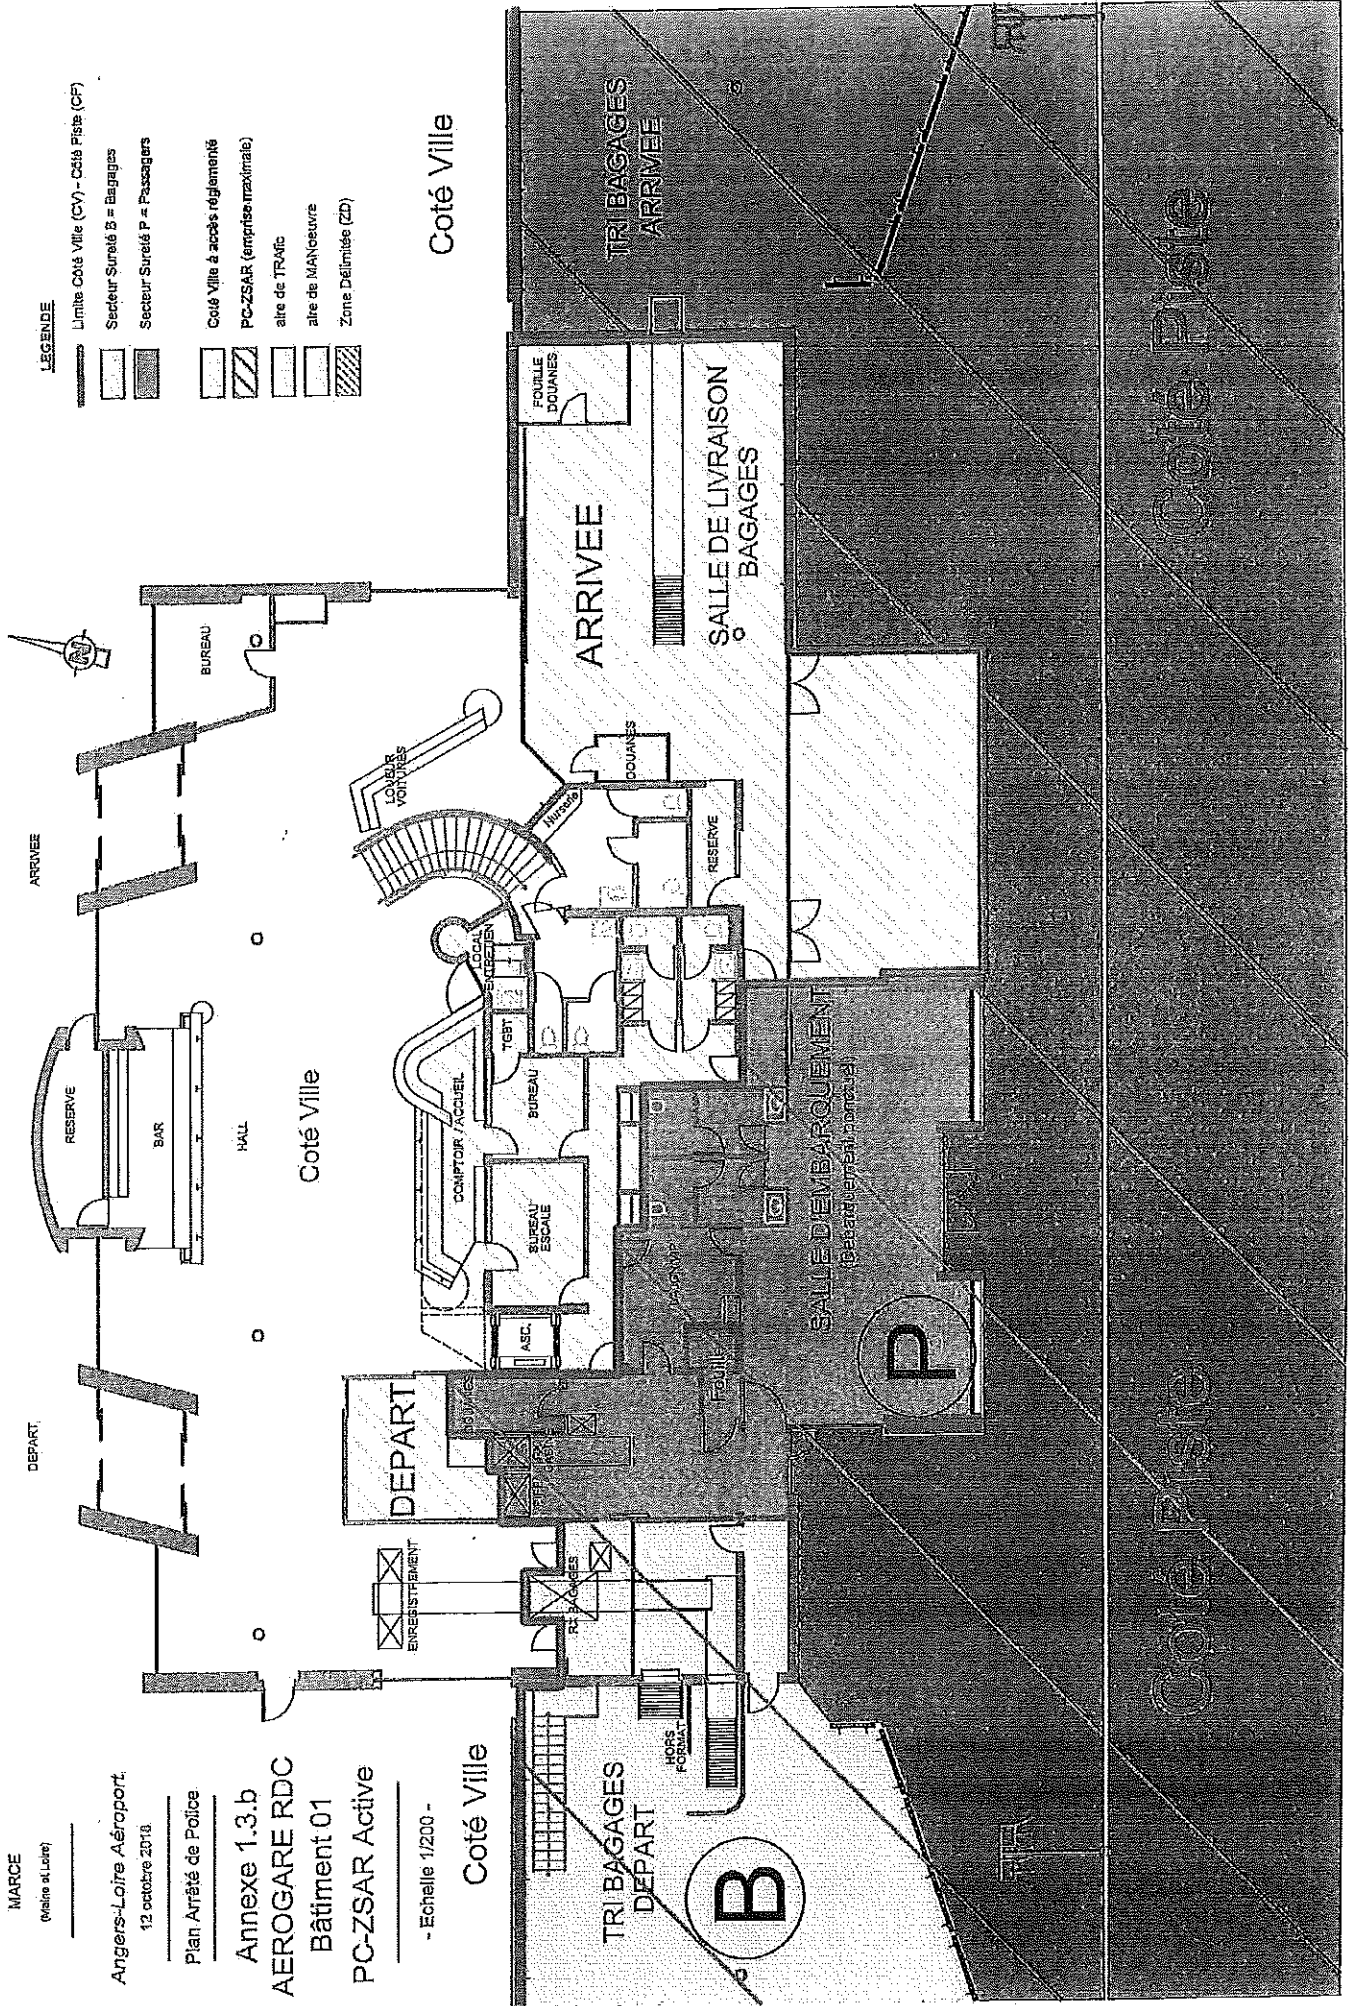 MARCE
(Maine et Loire)
Angers-Loire Aéroport
12 octobre 2018
Plan Arrêté de Police
Annexe 1.3.b
AEROGARE RDC
Bâtiment 01
PC-ZSAR Active
- Echelle 1/200 -
LEGENDE
Limite Côté Ville (CV) - Côté Piste (CP)
Secteur Sureté B = Bagages
Secteur Sureté P = Passagers
Coté Ville à accès réglementé
PC-ZSAR (emprise maximale)
aire de TRAfic
aire de MANoeuvre
Zone Délimitée (ZD)
N
DEPART
ARRIVEE
RESERVE
BAR
HALL
BUREAU
Coté Ville
Coté Ville
Coté Ville
LOUEUR
VOITURES
ENREGISTREMENT
DEPART
COMPTOIR ACCUEIL
LOCAL
ENTRETIEN
TGBT
BUREAU
BUREAU
ESCALE
ASC.
Nurserie
RESERVE
DOUANES
FOUILLE
DOUANES
ARRIVEE
SALLE DE LIVRAISON
BAGAGES
TRI BAGAGES
ARRIVEE
TRI BAGAGES
DEPART
HORS
FORMAT
RX BAGAGES
B
Fouille
SALLE D'EMBARQUEMENT
(Débarquement ponctuel)
P
Coté Piste
Coté Piste